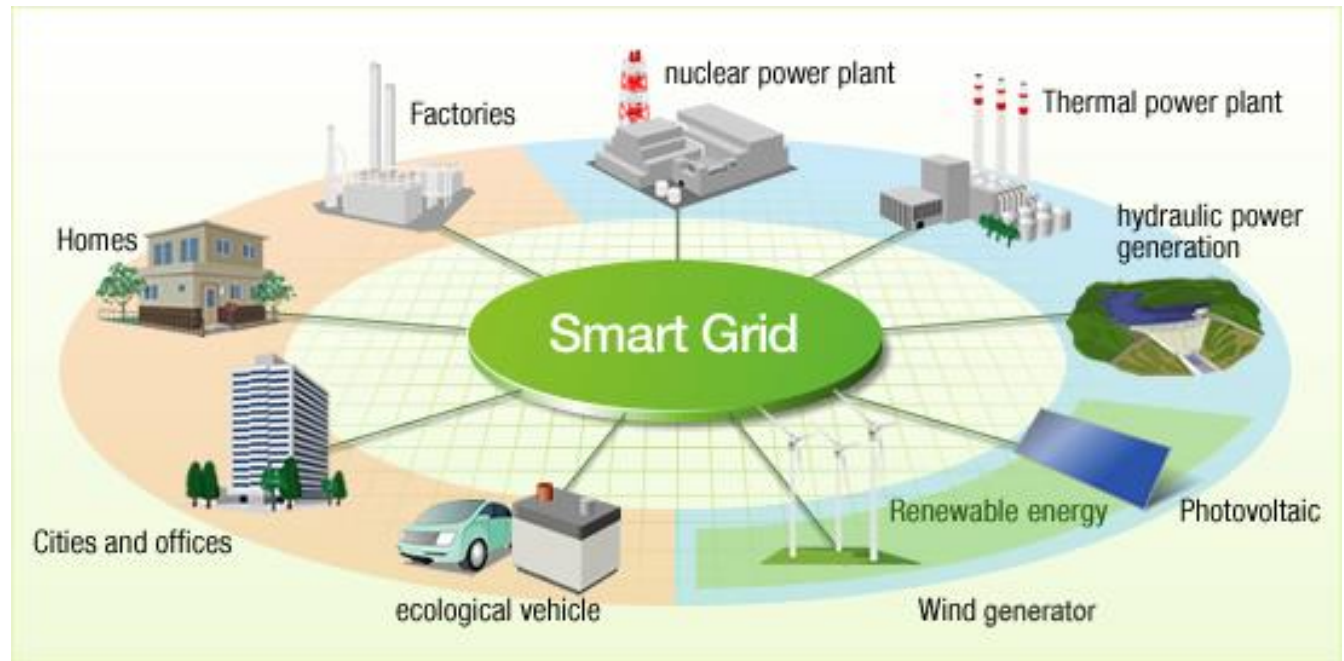 nuclear power plant
Thermal power plant
Factories
hydraulic power
generation
Homes
Smart Grid
Renewable energy
Photovoltaic
Cities and offices
ecological vehicle
Wind generator